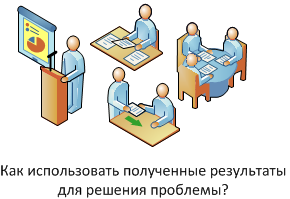 Как использовать полученные результаты
для решения проблемы?